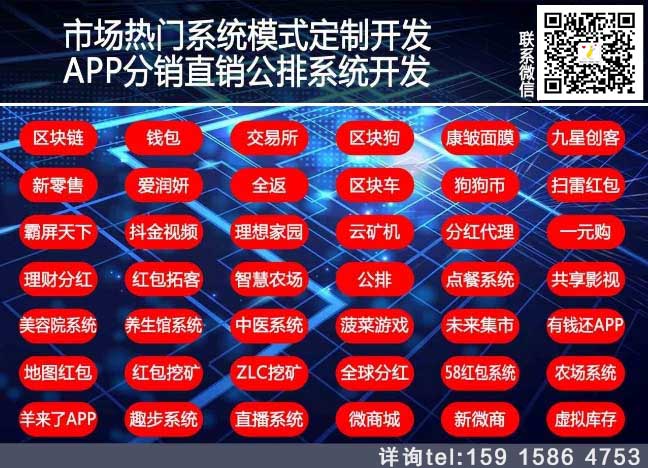 市场热门系统模式定制开发
APP分销直销公排系统开发
联系微信
区块链 钱包 交易所 区块狗 康皱面膜 九星创客
新零售 爱润妍 全返 区块车 狗狗币 扫雷红包
霸屏天下 抖金视频 理想家园 云矿机 分红代理 一元购
理财分红 红包拓客 智慧农场 公排 点餐系统 共享影视
美容院系统 养生馆系统 中医系统 菠菜游戏 未来集市 有钱还APP
地图红包 红包挖矿 ZLC挖矿 全球分红 58红包系统 农场系统
羊来了APP 趣步系统 直播系统 微商城 新微商 虚拟库存
详询tel:159 1586 4753